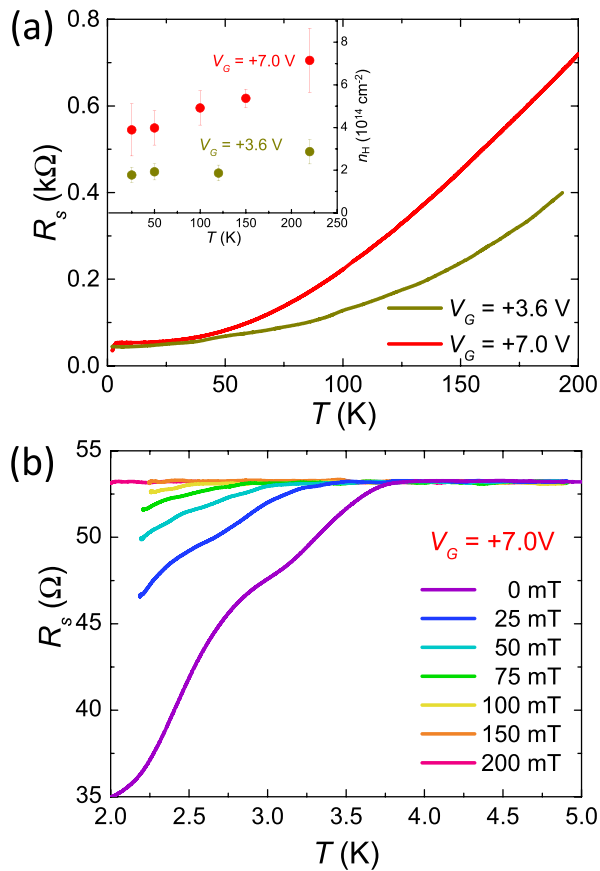 (a)
0.8
0.6
0.4
0.2
0.0
R_s (kΩ)
0
50
100
150
200
T (K)
V_G = +7.0 V
V_G = +3.6 V
8
6
4
2
0
n_H (10^14 cm^-2)
50
100
150
200
250
T (K)
V_G = +3.6 V
V_G = +7.0 V
(b)
55
50
45
40
35
R_s (Ω)
2.0
2.5
3.0
3.5
4.0
4.5
5.0
T (K)
V_G = +7.0V
0 mT
25 mT
50 mT
75 mT
100 mT
150 mT
200 mT